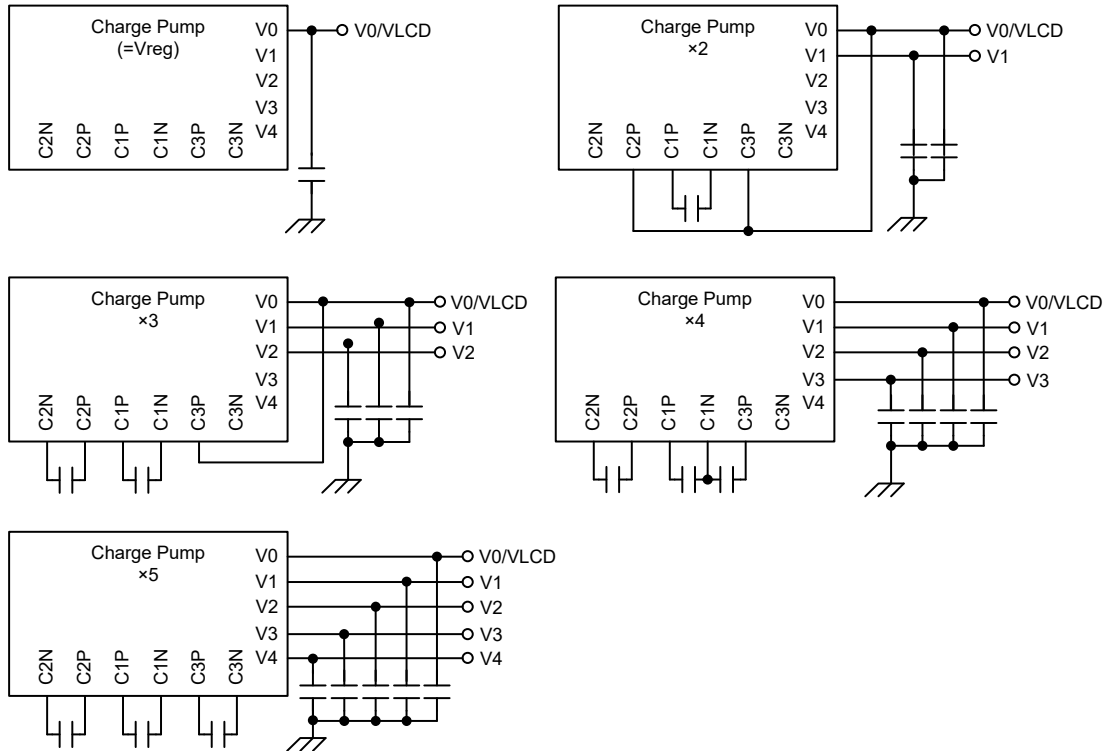 Charge Pump
(=Vreg)
V0
V1
V2
V3
V4
C2N
C2P
C1P
C1N
C3P
C3N
V0/VLCD
Charge Pump
×2
V0
V1
V2
V3
V4
C2N
C2P
C1P
C1N
C3P
C3N
V0/VLCD
V1
Charge Pump
×3
V0
V1
V2
V3
V4
C2N
C2P
C1P
C1N
C3P
C3N
V0/VLCD
V1
V2
Charge Pump
×4
V0
V1
V2
V3
V4
C2N
C2P
C1P
C1N
C3P
C3N
V0/VLCD
V1
V2
V3
Charge Pump
×5
V0
V1
V2
V3
V4
C2N
C2P
C1P
C1N
C3P
C3N
V0/VLCD
V1
V2
V3
V4